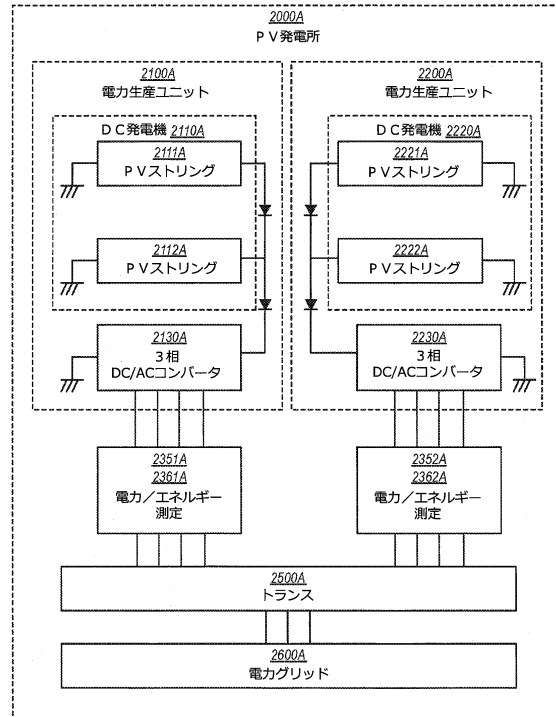 2000A
PV発電所
2100A
電力生産ユニット
DC発電機 2110A
2111A
PVストリング
2112A
PVストリング
2130A
3相
DC/ACコンバータ
2200A
電力生産ユニット
DC発電機 2220A
2221A
PVストリング
2222A
PVストリング
2230A
3相
DC/ACコンバータ
2351A
2361A
電力/エネルギー
測定
2352A
2362A
電力/エネルギー
測定
2500A
トランス
2600A
電力グリッド